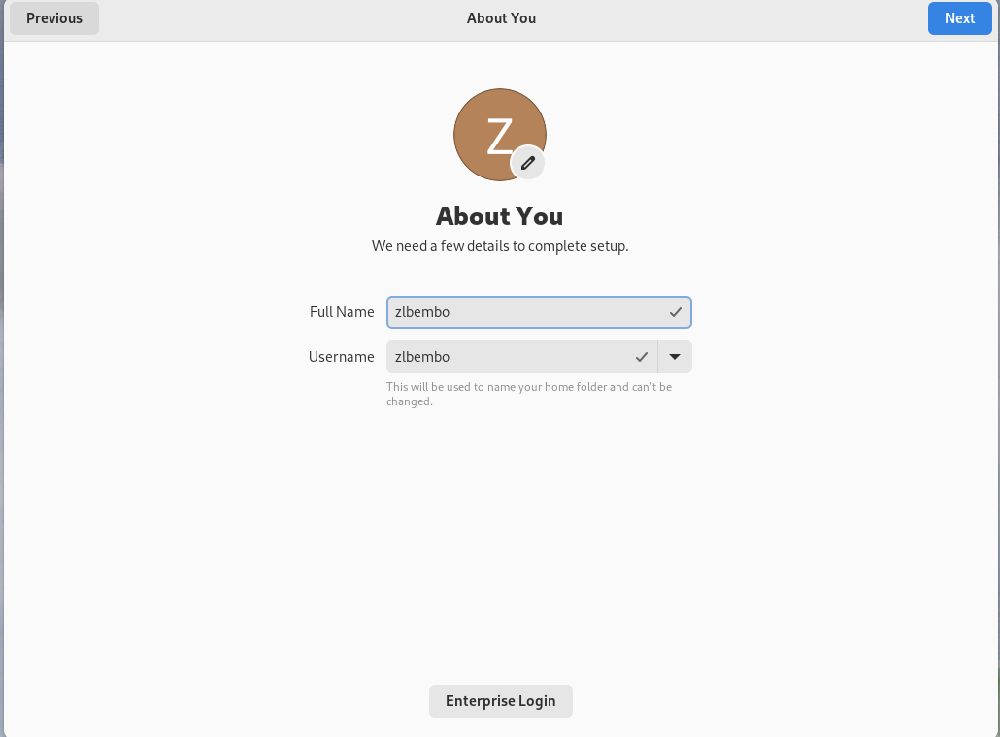 Previous
About You
Next
Z
About You
We need a few details to complete setup.
Full Name zlbembo
Username zlbembo
This will be used to name your home folder and can't be
changed.
Enterprise Login